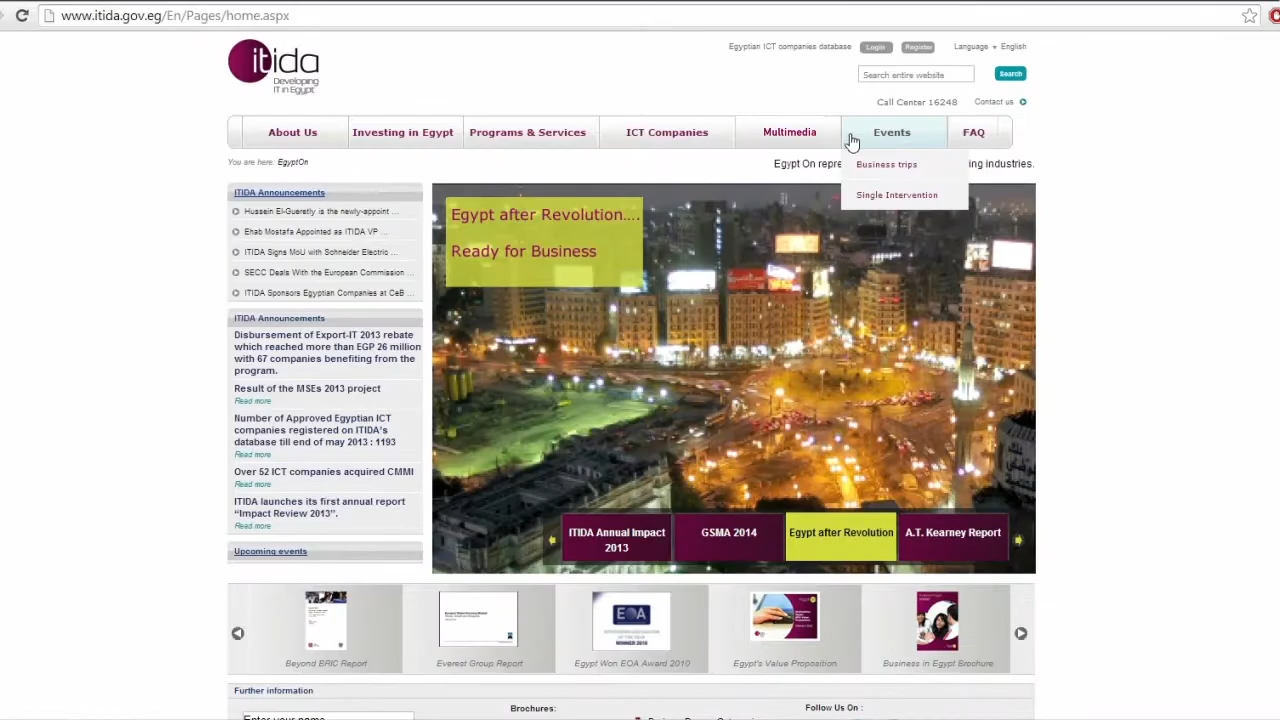 www.itida.gov.eg/En/Pages/home.aspx
itida
Developing
IT in Egypt
Egyptian ICT companies database
Login
Register
Language
English
Search entire website
Search
Call Center 16248
Contact us
About Us
Investing in Egypt
Programs & Services
ICT Companies
Multimedia
Events
FAQ
Business trips
Single Intervention
You are here: EgyptOn
Egypt On repre
ing industries.
ITIDA Announcements
Hussein El-Gueretly is the newly-appoint ...
Ehab Mostafa Appointed as ITIDA VP ...
ITIDA Signs MoU with Schneider Electric ...
SECC Deals With the European Commission ...
ITIDA Sponsors Egyptian Companies at CeB ...
ITIDA Announcements
Disbursement of Export-IT 2013 rebate
which reached more than EGP 26 million
with 67 companies benefiting from the
program.
Result of the MSEs 2013 project
Read more
Number of Approved Egyptian ICT
companies registered on ITIDA's
database till end of may 2013 : 1193
Read more
Over 52 ICT companies acquired CMMI
Read more
ITIDA launches its first annual report
“Impact Review 2013”.
Read more
Upcoming events
Egypt after Revolution....
Ready for Business
ITIDA Annual Impact
2013
GSMA 2014
Egypt after Revolution
A.T. Kearney Report
EOA
WINNER 2010
Beyond BRIC Report
Everest Group Report
Egypt Won EOA Award 2010
Egypt's Value Proposition
Business in Egypt Brochure
Further information
Enter your name
Brochures:
Follow Us On :